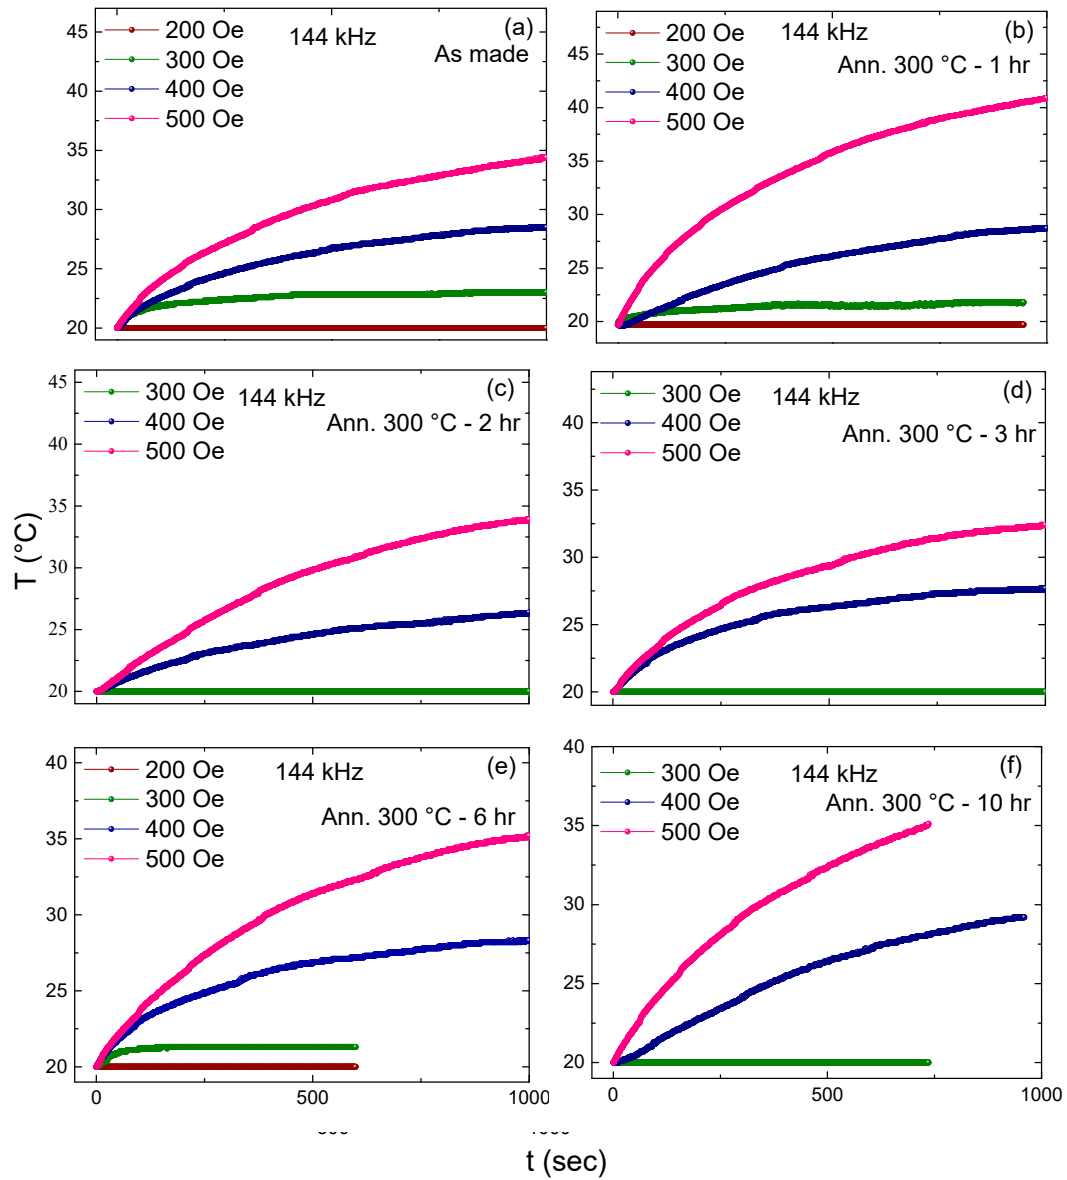 200 Oe
300 Oe
400 Oe
500 Oe
144 kHz
(a)
As made
45
40
35
30
25
20
200 Oe
300 Oe
400 Oe
500 Oe
144 kHz
(b)
Ann. 300 °C - 1 hr
45
40
35
30
25
20
300 Oe
400 Oe
500 Oe
144 kHz
(c)
Ann. 300 °C - 2 hr
45
40
35
30
25
20
300 Oe
400 Oe
500 Oe
144 kHz
(d)
Ann. 300 °C - 3 hr
40
35
30
25
20
T (°C)
200 Oe
300 Oe
400 Oe
500 Oe
144 kHz
(e)
Ann. 300 °C - 6 hr
40
35
30
25
20
0
500
1000
300 Oe
400 Oe
500 Oe
144 kHz
(f)
Ann. 300 °C - 10 hr
40
35
30
25
20
0
500
1000
t (sec)